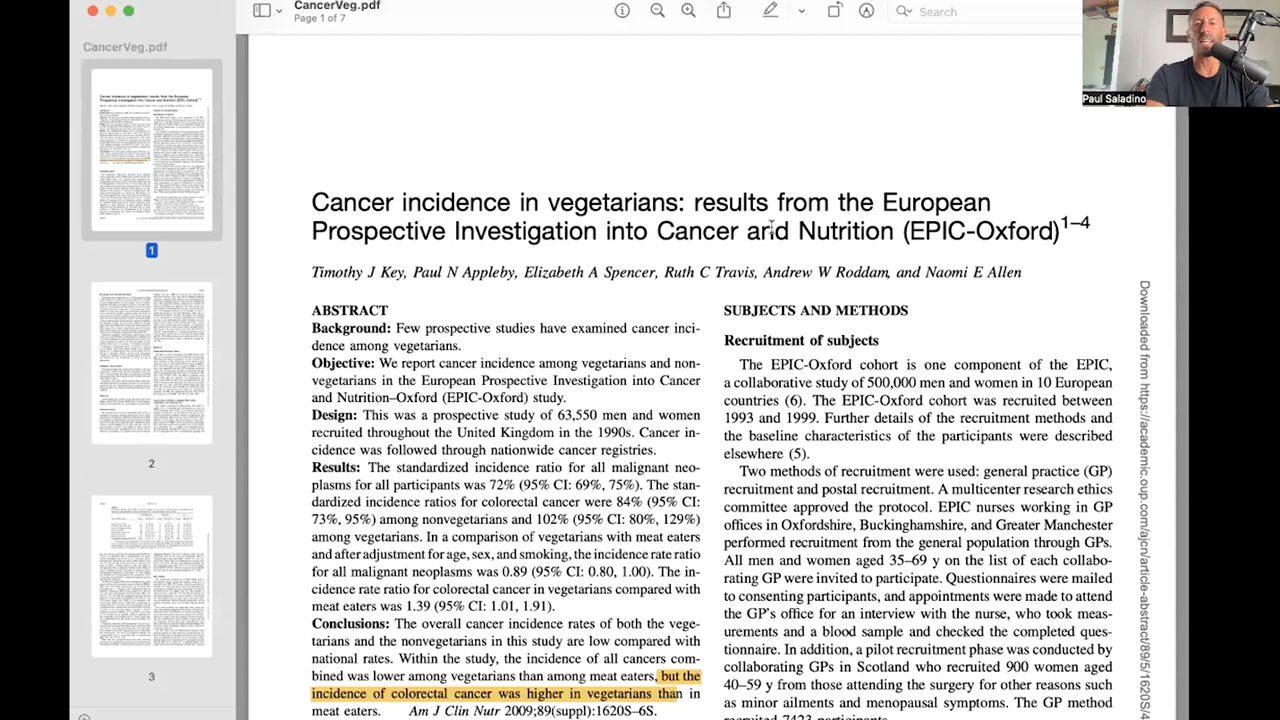 CancerVeg.pdf
Page 1 of 7
Search
Paul Saladino
CancerVeg.pdf
1
2
3
Cancer incidence in vegetarians: results from the European
Prospective Investigation into Cancer and Nutrition (EPIC-Oxford)1–4
Timothy J Key, Paul N Appleby, Elizabeth A Spencer, Ruth C Travis, Andrew W Roddam, and Naomi E Allen
ABSTRACT
Background: Few prospective studies have examined cancer inci-
dence among vegetarians.
Objective: We report cancer incidence among vegetarians and non-
vegetarians in the European Prospective Investigation into Cancer
and Nutrition–Oxford (EPIC-Oxford) study.
Design: This was a prospective study of 63,550 men and women
recruited throughout the United Kingdom in the 1990s. Cancer in-
cidence was followed through nationwide cancer registries.
Results: The standardized incidence ratio for all malignant neo-
plasms for all participants was 72% (95% CI: 69%, 75%). The stan-
dardized incidence ratios for colorectal cancer were 84% (95% CI:
73%, 95%) among nonvegetarians and 102% (95% CI: 80%, 129%)
among vegetarians. In a comparison of vegetarians with meat eaters
and after adjustment for age, sex, and smoking, the incidence rate ratio
for all malignant neoplasms was 0.89 (95% CI: 0.80, 1.00). The in-
cidence rate ratio for colorectal cancer in vegetarians compared with
meat eaters was 1.39 (95% CI: 1.01, 1.91).
Conclusions: The overall cancer incidence rates of both the vege-
tarians and the nonvegetarians in this study are low compared with
national rates. Within the study, the incidence of all cancers com-
bined was lower among vegetarians than among meat eaters, but the
incidence of colorectal cancer was higher in vegetarians than in
meat eaters. Am J Clin Nutr 2009;89(suppl):1620S–6S.
SUBJECTS AND METHODS
Recruitment of subjects
The EPIC-Oxford cohort is one component of the EPIC,
a collaborative study of 500,000 men and women in 10 European
countries (6). The EPIC-Oxford cohort was recruited between
1993 and 1999. Full details of the recruitment methods and
the baseline characteristics of the participants were described
elsewhere (5).
Two methods of recruitment were used: general practice (GP)
recruitment and postal recruitment. A multicenter research ethics
committee approved the protocol. EPIC nurses working in GP
offices in Oxfordshire, Buckinghamshire, and Greater Manchester
performed recruitment from the general population through GPs.
All men and women aged 35–69 y on the list of each collabo-
rating GP were invited to participate. Questionnaires were mailed
to consenting participants, and appointments were made to attend
the GP's office for an interview with the nurse, who took meas-
urements and a blood sample and checked the completed ques-
tionnaire. In addition, a pilot recruitment phase was conducted by
collaborating GPs in Scotland who recruited 900 women aged
40–59 y from those attending the surgery for other reasons such
as minor ailments and menopausal symptoms. The GP method
recruited 7423 participants.
Downloaded from https://academic.oup.com/ajcn/article-abstract/89/5/1620S/4